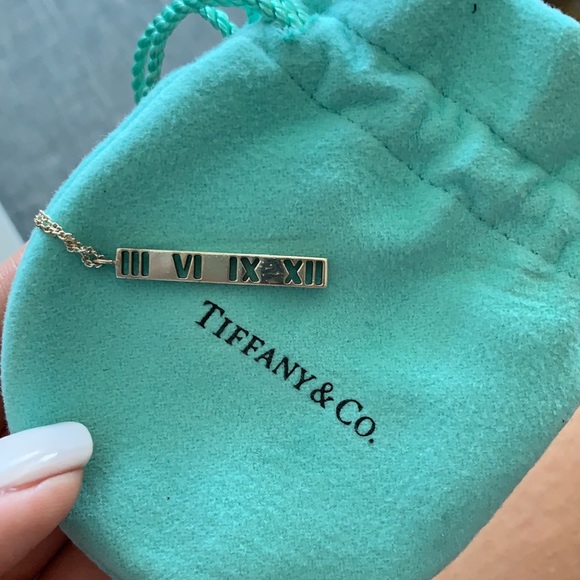 III VI IX XII
TIFFANY & CO.